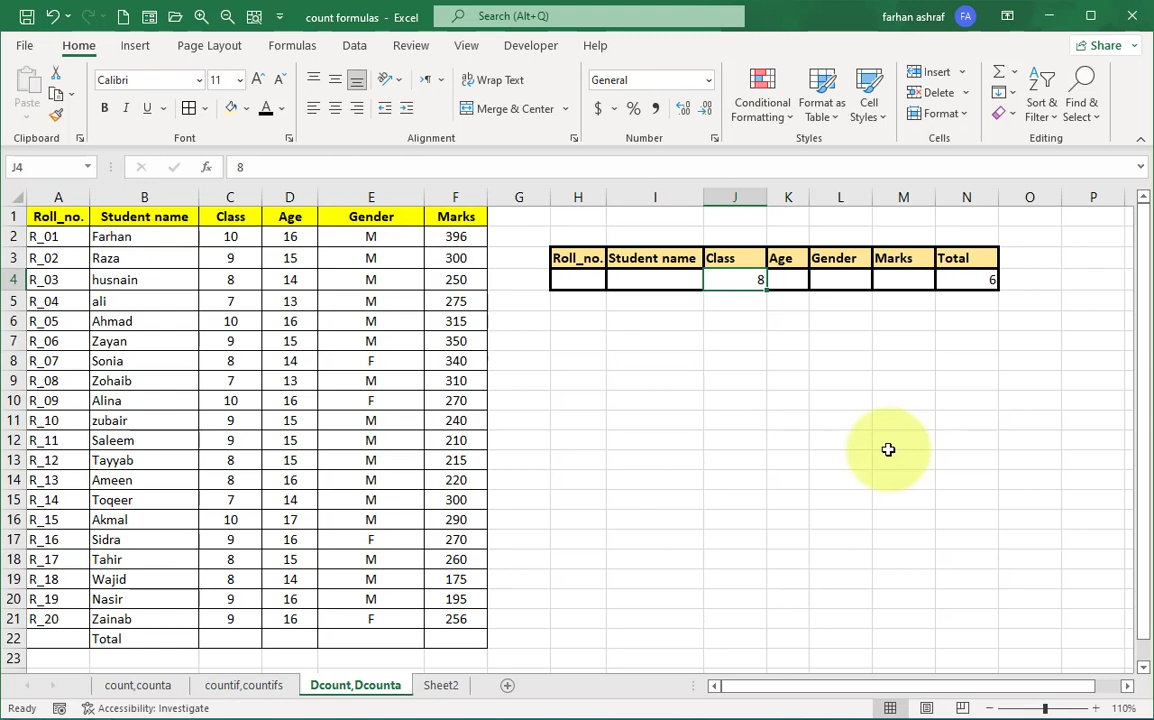 count formulas - Excel
Search (Alt+Q)
farhan ashraf FA
File Home Insert Page Layout Formulas Data Review View Developer Help Share
Paste Calibri 11 Wrap Text General Insert
B I U Merge & Center $ % Conditional Formatting Format as Table Cell Styles Delete Format Sort & Filter Find & Select
Clipboard Font Alignment Number Styles Cells Editing
J4 fx 8
A B C D E F G H I J K L M N O P
1 Roll_no. Student name Class Age Gender Marks
2 R_01 Farhan 10 16 M 396
3 R_02 Raza 9 15 M 300 Roll_no. Student name Class Age Gender Marks Total
4 R_03 husnain 8 14 M 250 8 6
5 R_04 ali 7 13 M 275
6 R_05 Ahmad 10 16 M 315
7 R_06 Zayan 9 15 M 350
8 R_07 Sonia 8 14 F 340
9 R_08 Zohaib 7 13 M 310
10 R_09 Alina 10 16 F 270
11 R_10 zubair 9 15 M 240
12 R_11 Saleem 9 15 M 210
13 R_12 Tayyab 8 15 M 215
14 R_13 Ameen 8 16 M 220
15 R_14 Toqeer 7 14 M 300
16 R_15 Akmal 10 17 M 290
17 R_16 Sidra 9 16 F 270
18 R_17 Tahir 8 15 M 260
19 R_18 Wajid 8 14 M 175
20 R_19 Nasir 9 16 M 195
21 R_20 Zainab 9 16 F 256
22 Total
23
count,counta countif,countifs Dcount,Dcounta Sheet2
Ready Accessibility: Investigate 110%